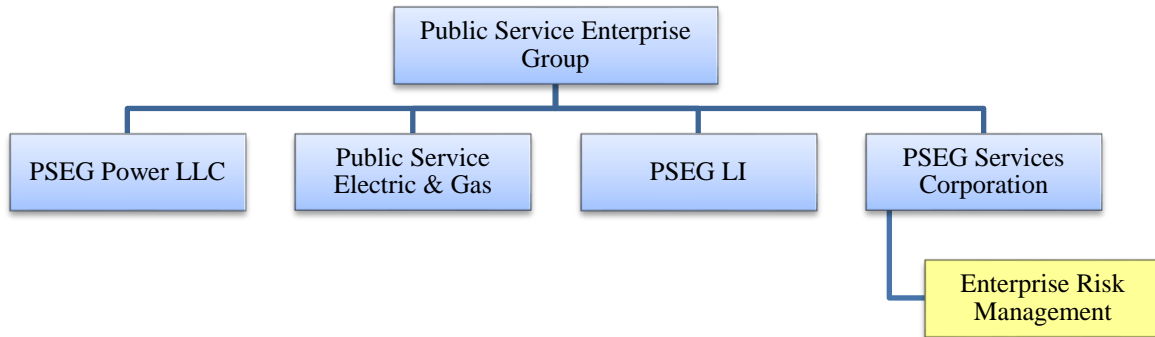 Public Service Enterprise
Group
PSEG Power LLC
Public Service
Electric & Gas
PSEG LI
PSEG Services
Corporation
Enterprise Risk
Management